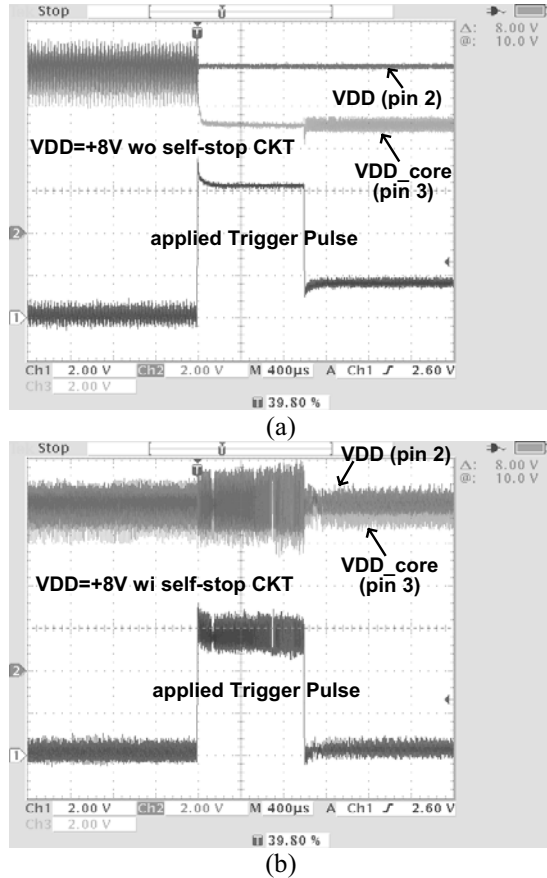 Stop
Δ: 8.00 V
@: 10.0 V
VDD (pin 2)
VDD=+8V wo self-stop CKT
VDD_core
(pin 3)
2
applied Trigger Pulse
1
Ch1 2.00 V Ch2 2.00 V M 400µs A Ch1 2.60 V
Ch3 2.00 V
39.80 %
(a)
Stop
Δ: 8.00 V
@: 10.0 V
VDD (pin 2)
VDD_core
(pin 3)
VDD=+8V wi self-stop CKT
2
applied Trigger Pulse
1
Ch1 2.00 V Ch2 2.00 V M 400µs A Ch1 2.60 V
Ch3 2.00 V
39.80 %
(b)